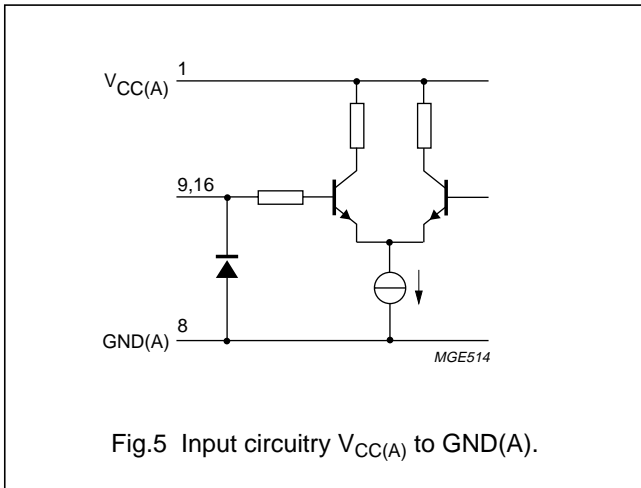 1
VCC(A)
9,16
8
GND(A)
MGE514
Fig.5 Input circuitry VCC(A) to GND(A).